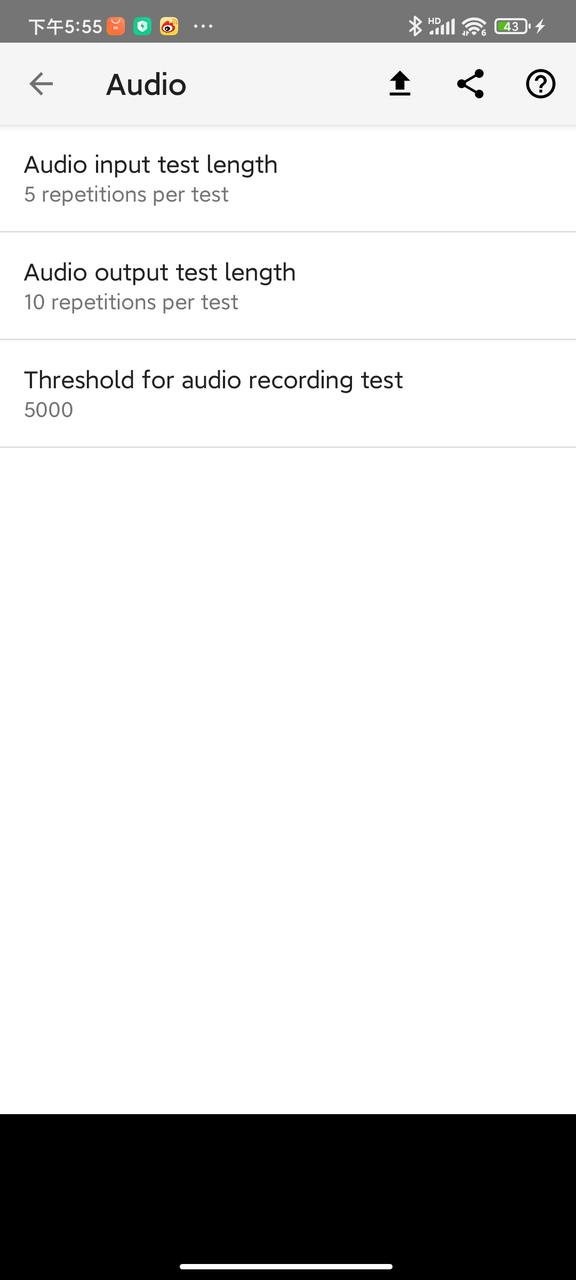 下午5:55 ··· HD 6 43
Audio
Audio input test length
5 repetitions per test
Audio output test length
10 repetitions per test
Threshold for audio recording test
5000